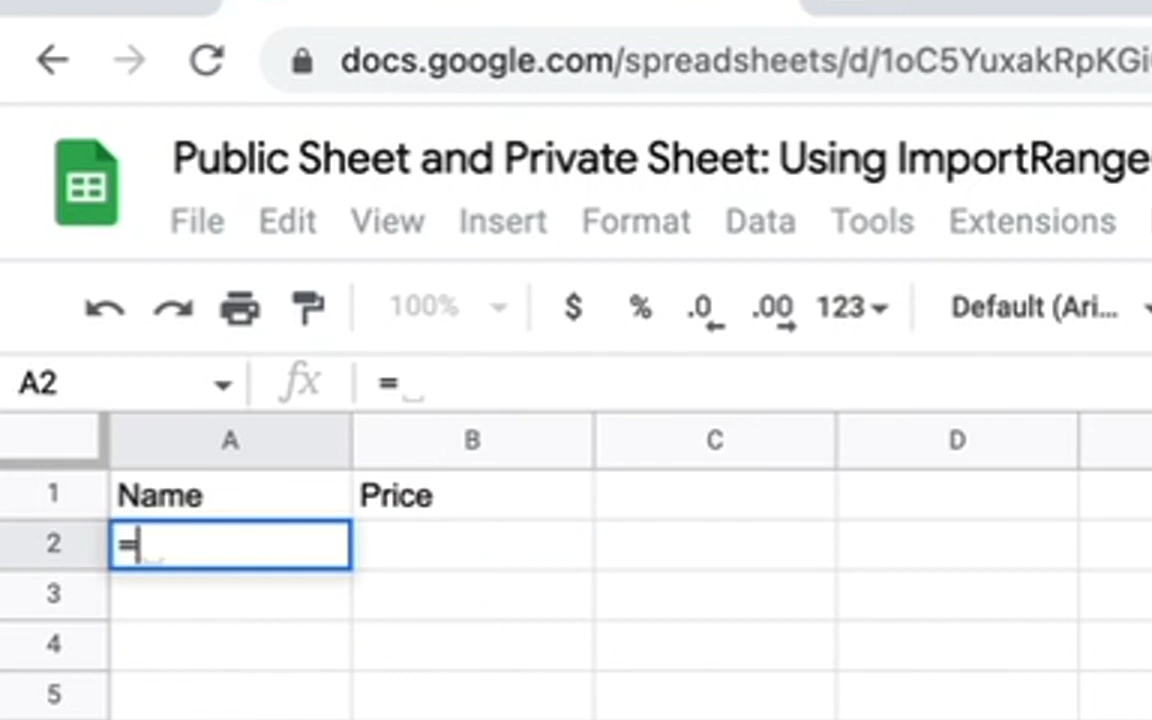 docs.google.com/spreadsheets/d/1oC5YuxakRpKGi
Public Sheet and Private Sheet: Using ImportRange
File Edit View Insert Format Data Tools Extensions
100% $ % .0 .00 123 Default (Ari...
A2 fx =
A B C D
1 Name Price
2 =
3
4
5